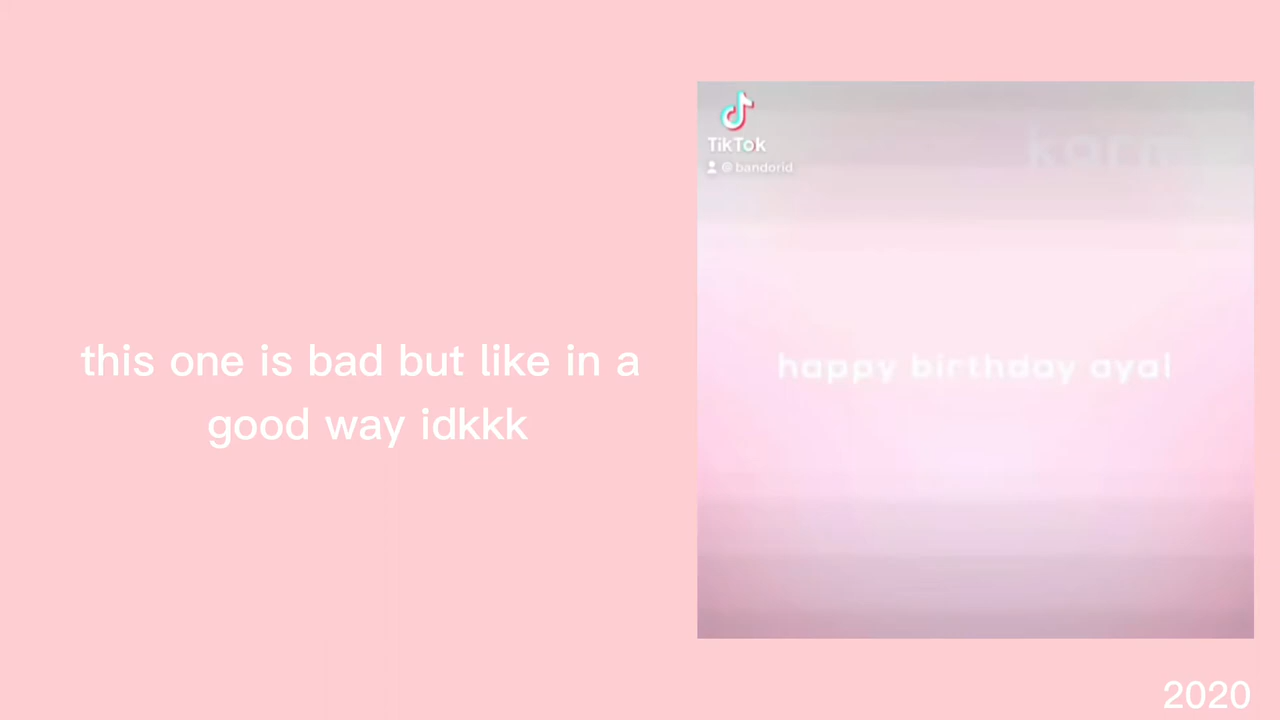 this one is bad but like in a
good way idkkk
TikTok
@bandorid
happy birthday aya!
2020